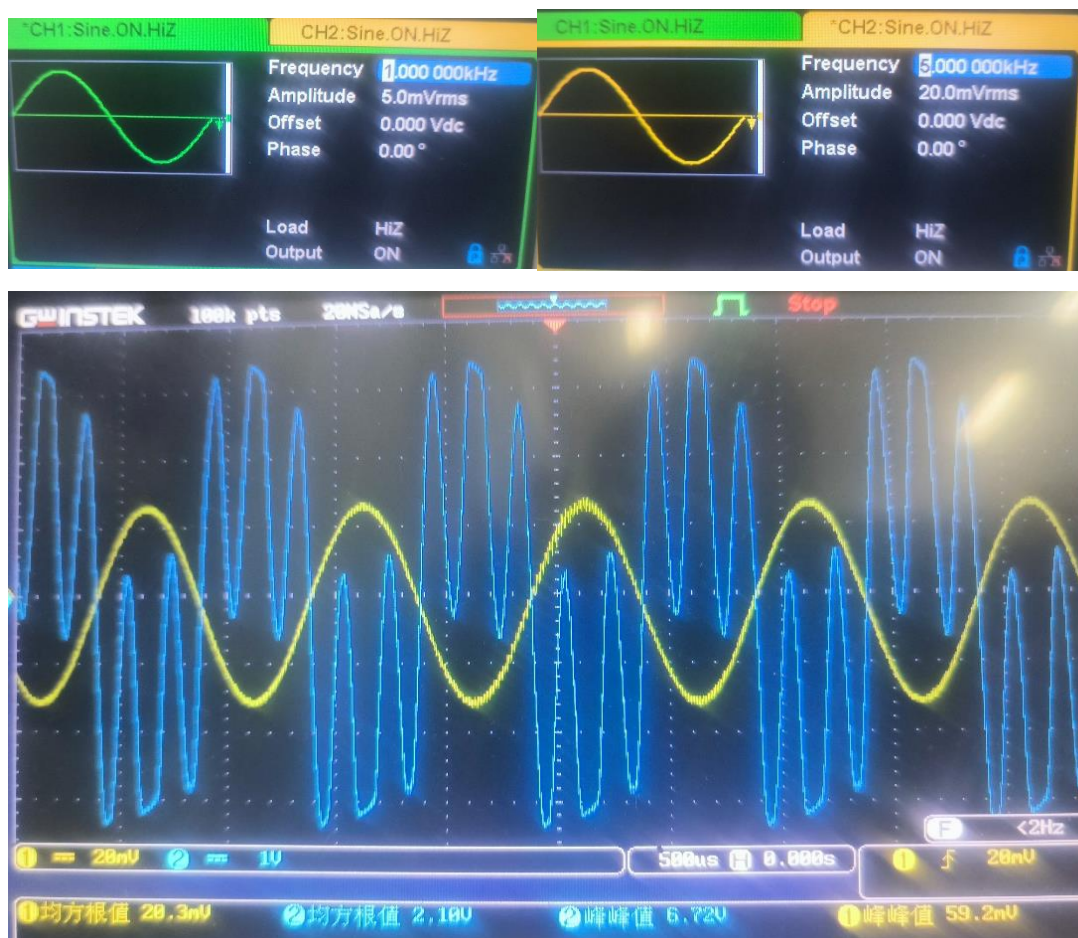 *CH1:Sine.ON.HiZ
CH2:Sine.ON.HiZ
Frequency 1.000 000kHz
Amplitude 5.0mVrms
Offset 0.000 Vdc
Phase 0.00 °
Load HiZ
Output ON
CH1:Sine.ON.HiZ
*CH2:Sine.ON.HiZ
Frequency 5.000 000kHz
Amplitude 20.0mVrms
Offset 0.000 Vdc
Phase 0.00 °
Load HiZ
Output ON
GWINSTEK 100k pts 20MSa/s Stop
F <2Hz
1 20mV 2 1V 500us H 0.000s 1 20mV
1 均方根值 20.3mV 2 均方根值 2.10V 2 峰峰值 6.72V 1 峰峰值 59.2mV